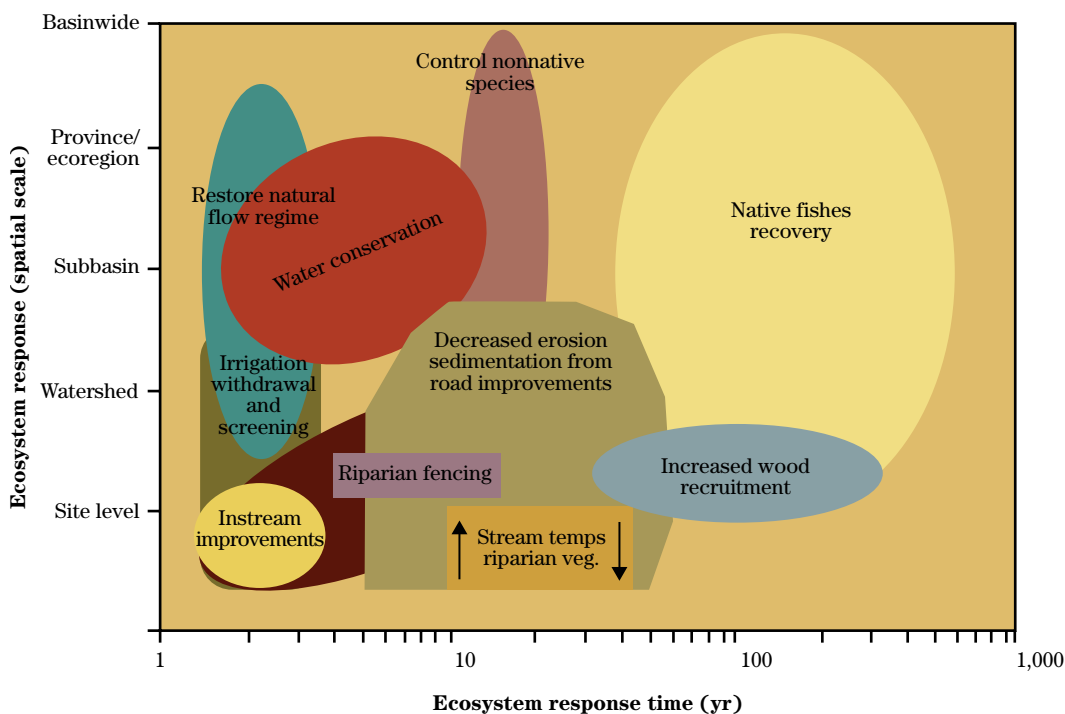 Basinwide
Control nonnative
species
Province/
ecoregion
Restore natural
flow regime
Native fishes
recovery
Water conservation
Subbasin
Decreased erosion
sedimentation from
road improvements
Irrigation
withdrawal
and
screening
Watershed
Riparian fencing
Increased wood
recruitment
Site level
Instream
improvements
Stream temps
riparian veg.
Ecosystem response (spatial scale)
1
10
100
1,000
Ecosystem response time (yr)